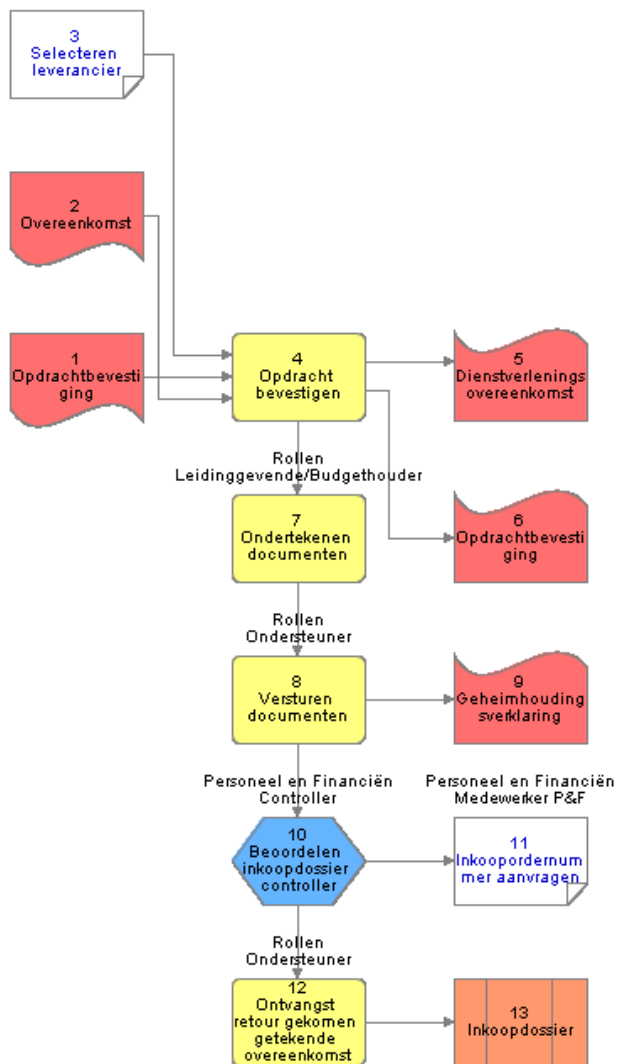 3
Selecteren
leverancier
2
Overeenkomst
1
Opdrachtbevesti
ging
4
Opdracht
bevestigen
5
Dienstverlenings
overeenkomst
Rollen
Leidinggevende/Budgethouder
7
Ondertekenen
documenten
6
Opdrachtbevesti
ging
Rollen
Ondersteuner
8
Versturen
documenten
9
Geheimhouding
sverklaring
Personeel en Financiën
Controller
Personeel en Financiën
Medewerker P&F
10
Beoordelen
inkoopdossier
controller
11
Inkoopordernum
mer aanvragen
Rollen
Ondersteuner
12
Ontvangst
retour gekomen
getekende
overeenkomst
13
Inkoopdossier